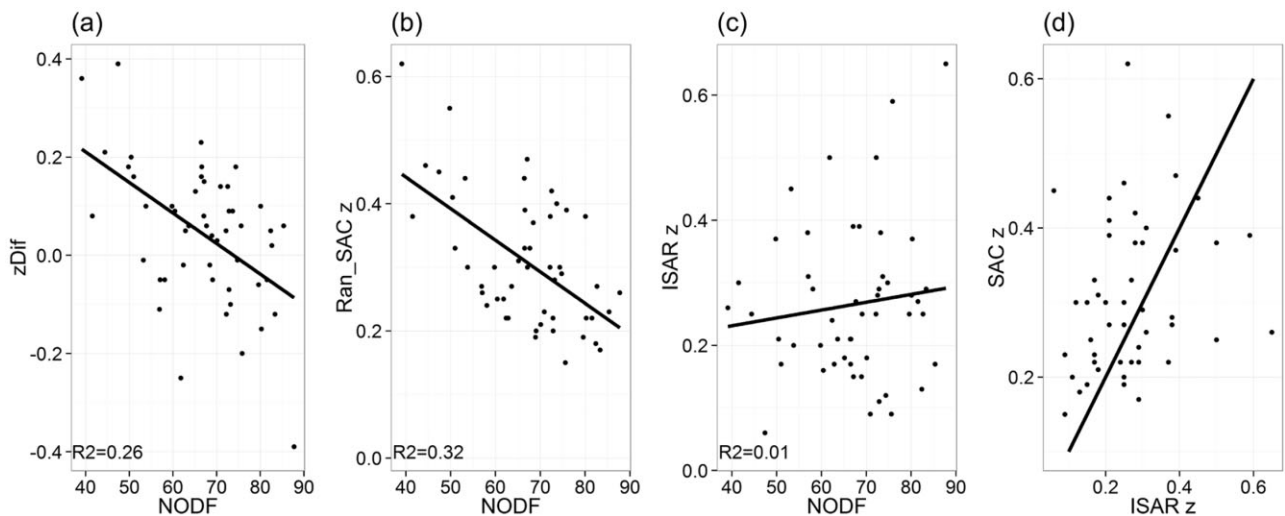 (a)
0.4
0.2
0.0
-0.2
-0.4
zDif
R2=0.26
40 50 60 70 80 90
NODF
(b)
0.6
0.4
0.2
0.0
Ran_SAC z
R2=0.32
40 50 60 70 80 90
NODF
(c)
0.6
0.4
0.2
0.0
ISAR z
R2=0.01
40 50 60 70 80 90
NODF
(d)
0.6
0.4
0.2
SAC z
0.2 0.4 0.6
ISAR z